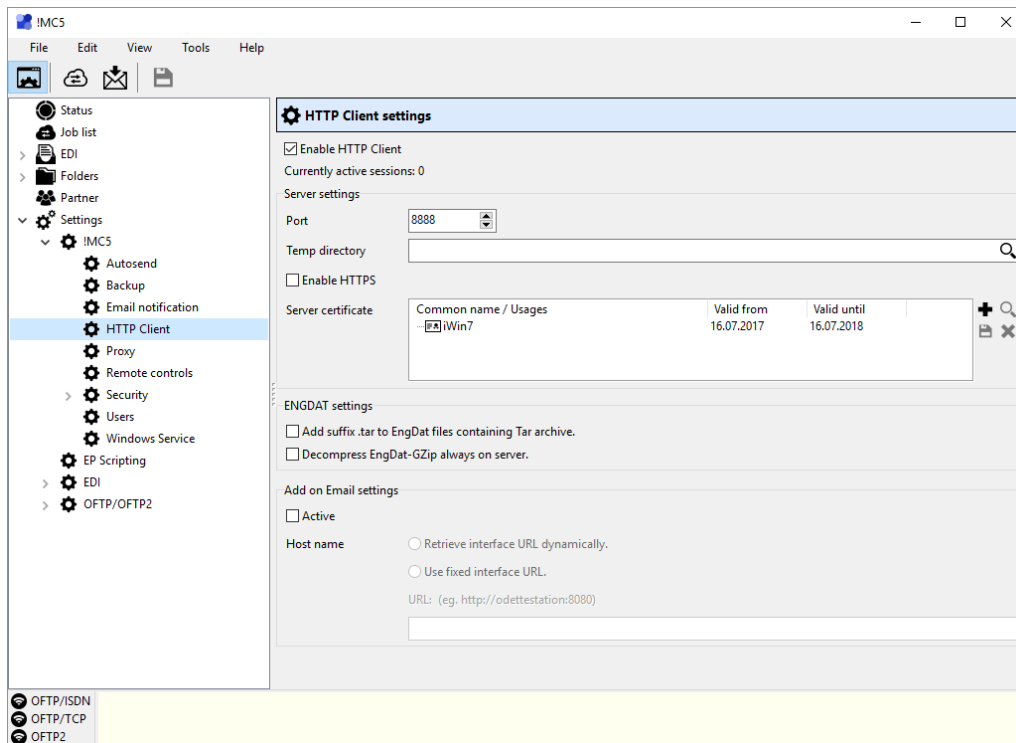 !MC5
File Edit View Tools Help
Status
Job list
EDI
Folders
Partner
Settings
!MC5
Autosend
Backup
Email notification
HTTP Client
Proxy
Remote controls
Security
Users
Windows Service
EP Scripting
EDI
OFTP/OFTP2
HTTP Client settings
Enable HTTP Client
Currently active sessions: 0
Server settings
Port 8888
Temp directory
Enable HTTPS
Server certificate
Common name / Usages Valid from Valid until
iWin7 16.07.2017 16.07.2018
ENGDAT settings
Add suffix .tar to EngDat files containing Tar archive.
Decompress EngDat-GZip always on server.
Add on Email settings
Active
Host name
Retrieve interface URL dynamically.
Use fixed interface URL.
URL: (eg. http://odettestation:8080)
OFTP/ISDN
OFTP/TCP
OFTP2